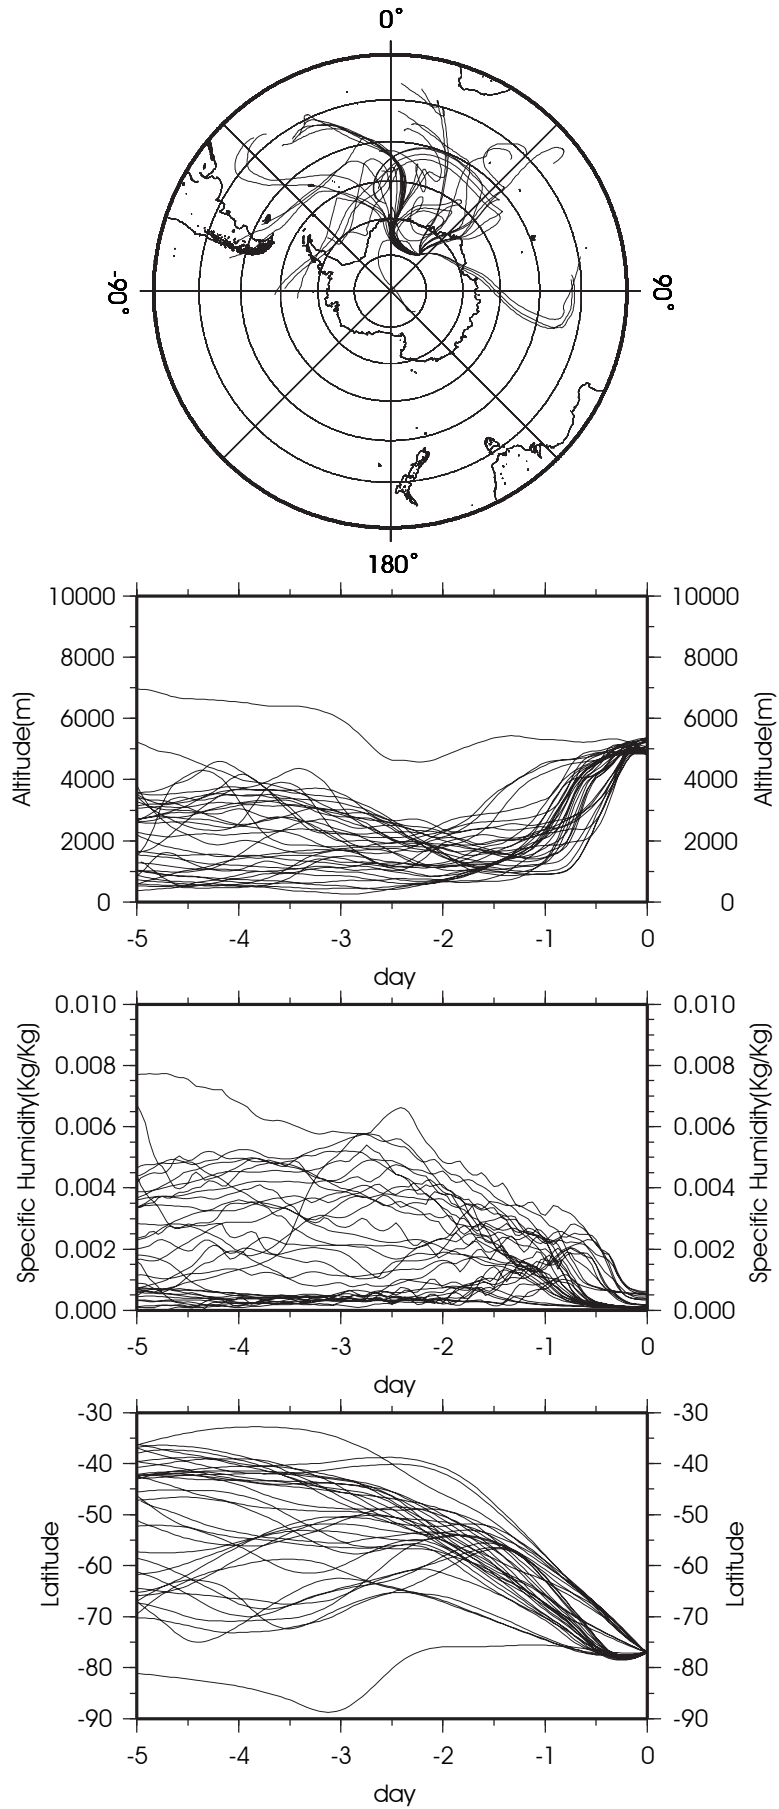 0°
-90°
90°
180°
10000 10000
8000 8000
6000 6000
4000 4000
2000 2000
0 0
Altitude(m)
Altitude(m)
-5 -4 -3 -2 -1 0
day
0.010 0.010
0.008 0.008
0.006 0.006
0.004 0.004
0.002 0.002
0.000 0.000
Specific Humidity(Kg/Kg)
Specific Humidity(Kg/Kg)
-5 -4 -3 -2 -1 0
day
-30 -30
-40 -40
-50 -50
-60 -60
-70 -70
-80 -80
-90 -90
Latitude
Latitude
-5 -4 -3 -2 -1 0
day